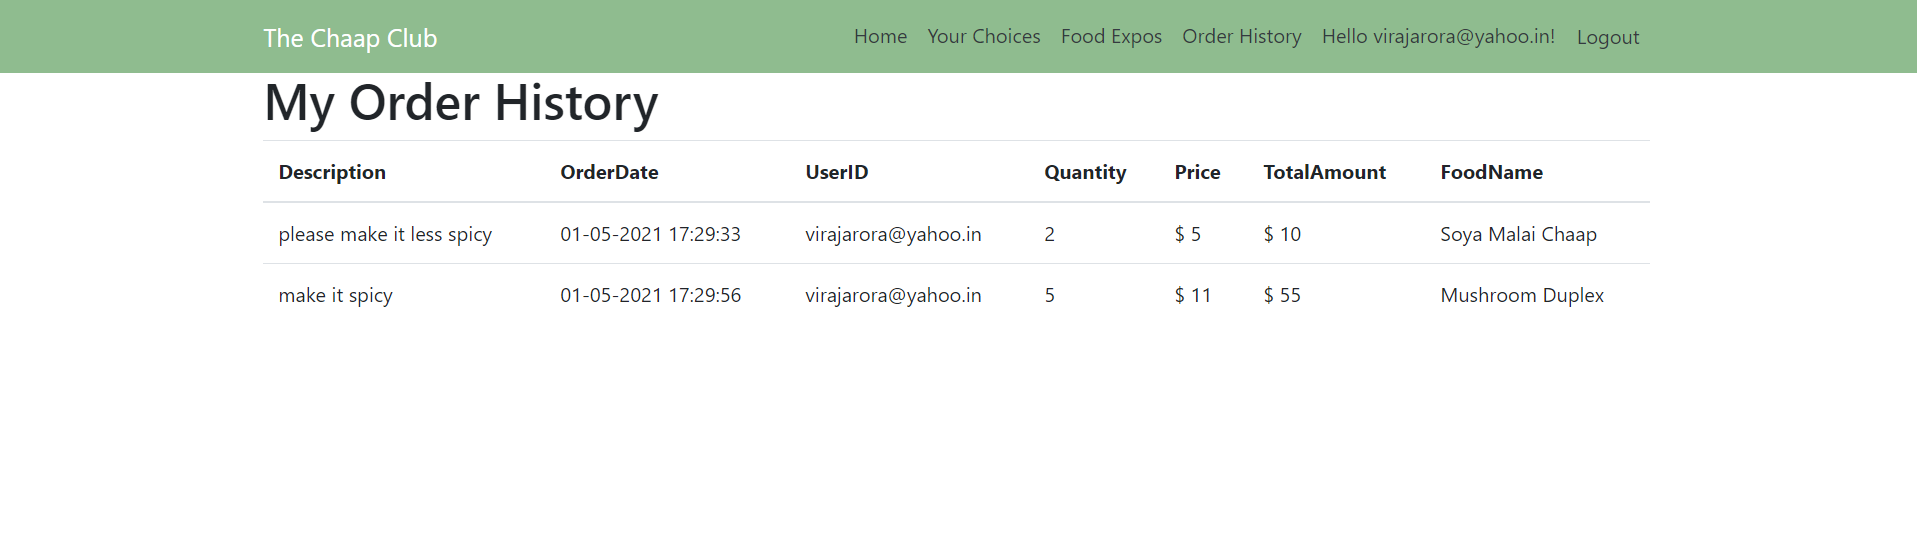 The Chaap Club Home Your Choices Food Expos Order History Hello virajarora@yahoo.in! Logout
My Order History
Description OrderDate UserID Quantity Price TotalAmount FoodName
please make it less spicy 01-05-2021 17:29:33 virajarora@yahoo.in 2 $ 5 $ 10 Soya Malai Chaap
make it spicy 01-05-2021 17:29:56 virajarora@yahoo.in 5 $ 11 $ 55 Mushroom Duplex